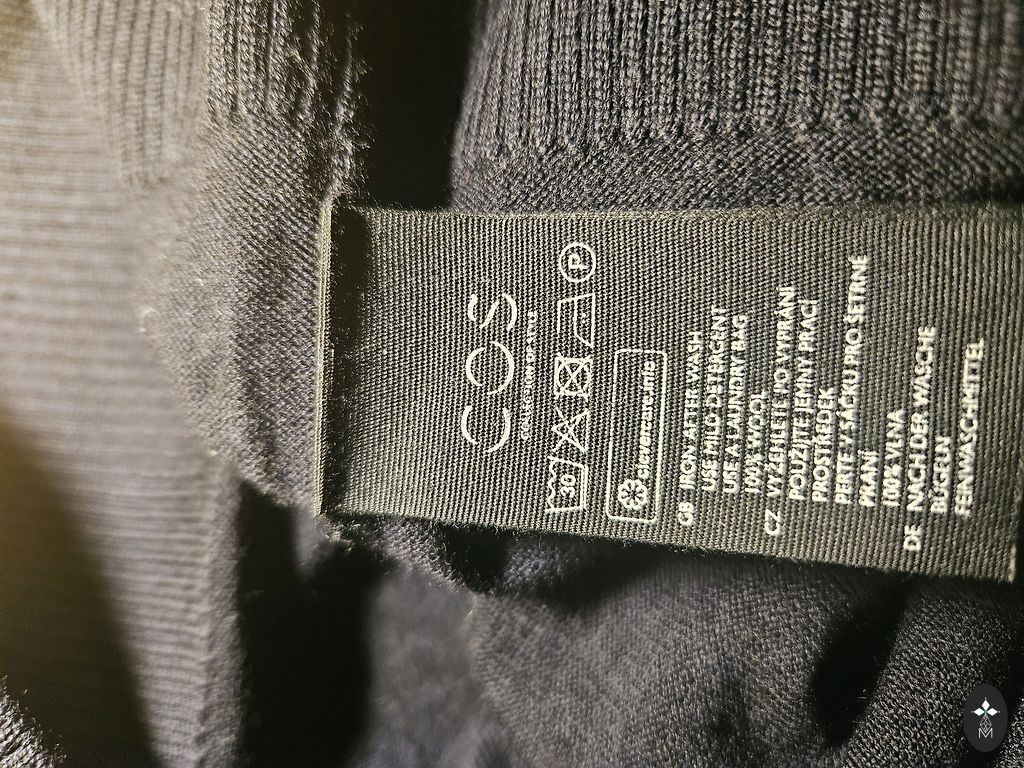 COS
COLLECTION OF STYLE
30 P
clevercare.info
GB IRON AFTER WASH
USE MILD DETERGENT
USE A LAUNDRY BAG
100% WOOL
CZ VYŽEHLETE PO VYPRÁNÍ
POUŽIJTE JEMNÝ PRACÍ
PROSTŘEDEK
PERTE V SÁČKU PRO ŠETRNÉ
PRANÍ
100% VLNA
DE NACH DER WÄSCHE
BÜGELN
FEINWASCHMITTEL
M